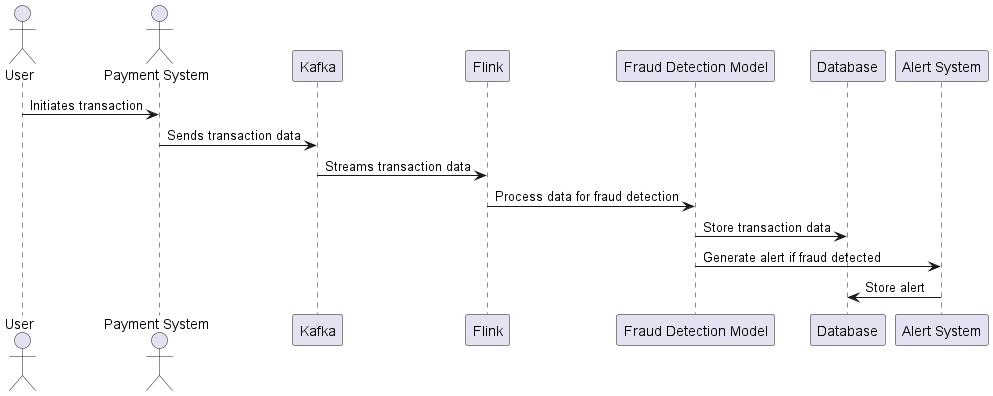 User
Payment System
Kafka
Flink
Fraud Detection Model
Database
Alert System
Initiates transaction
Sends transaction data
Streams transaction data
Process data for fraud detection
Store transaction data
Generate alert if fraud detected
Store alert
User
Payment System
Kafka
Flink
Fraud Detection Model
Database
Alert System